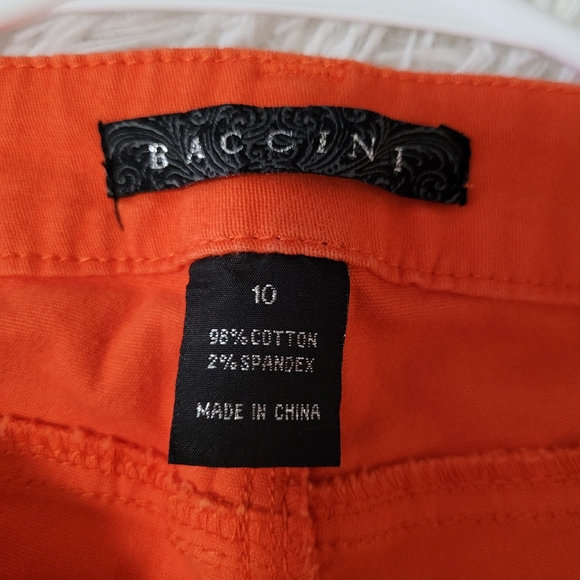 BACCINI
10
98% COTTON
2% SPANDEX
MADE IN CHINA